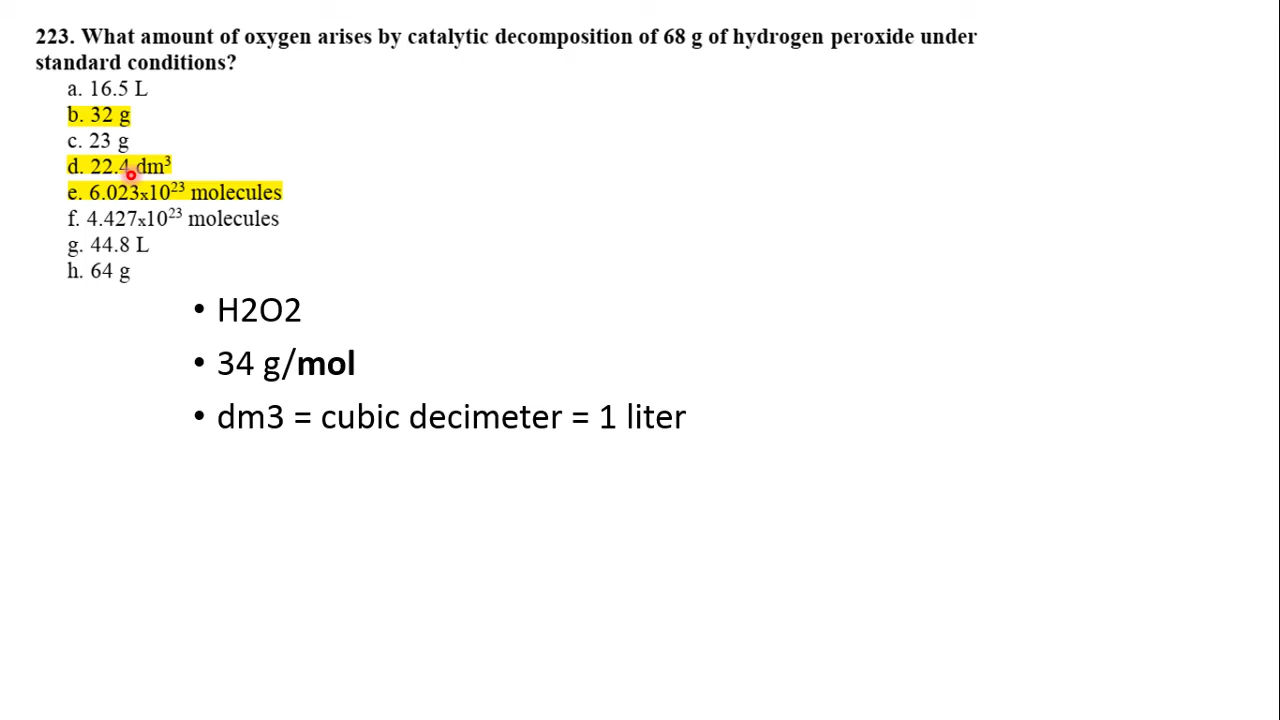 223. What amount of oxygen arises by catalytic decomposition of 68 g of hydrogen peroxide under
standard conditions?
a. 16.5 L
b. 32 g
c. 23 g
d. 22.4 dm³
e. 6.023x10²³ molecules
f. 4.427x10²³ molecules
g. 44.8 L
h. 64 g
• H2O2
• 34 g/mol
• dm3 = cubic decimeter = 1 liter